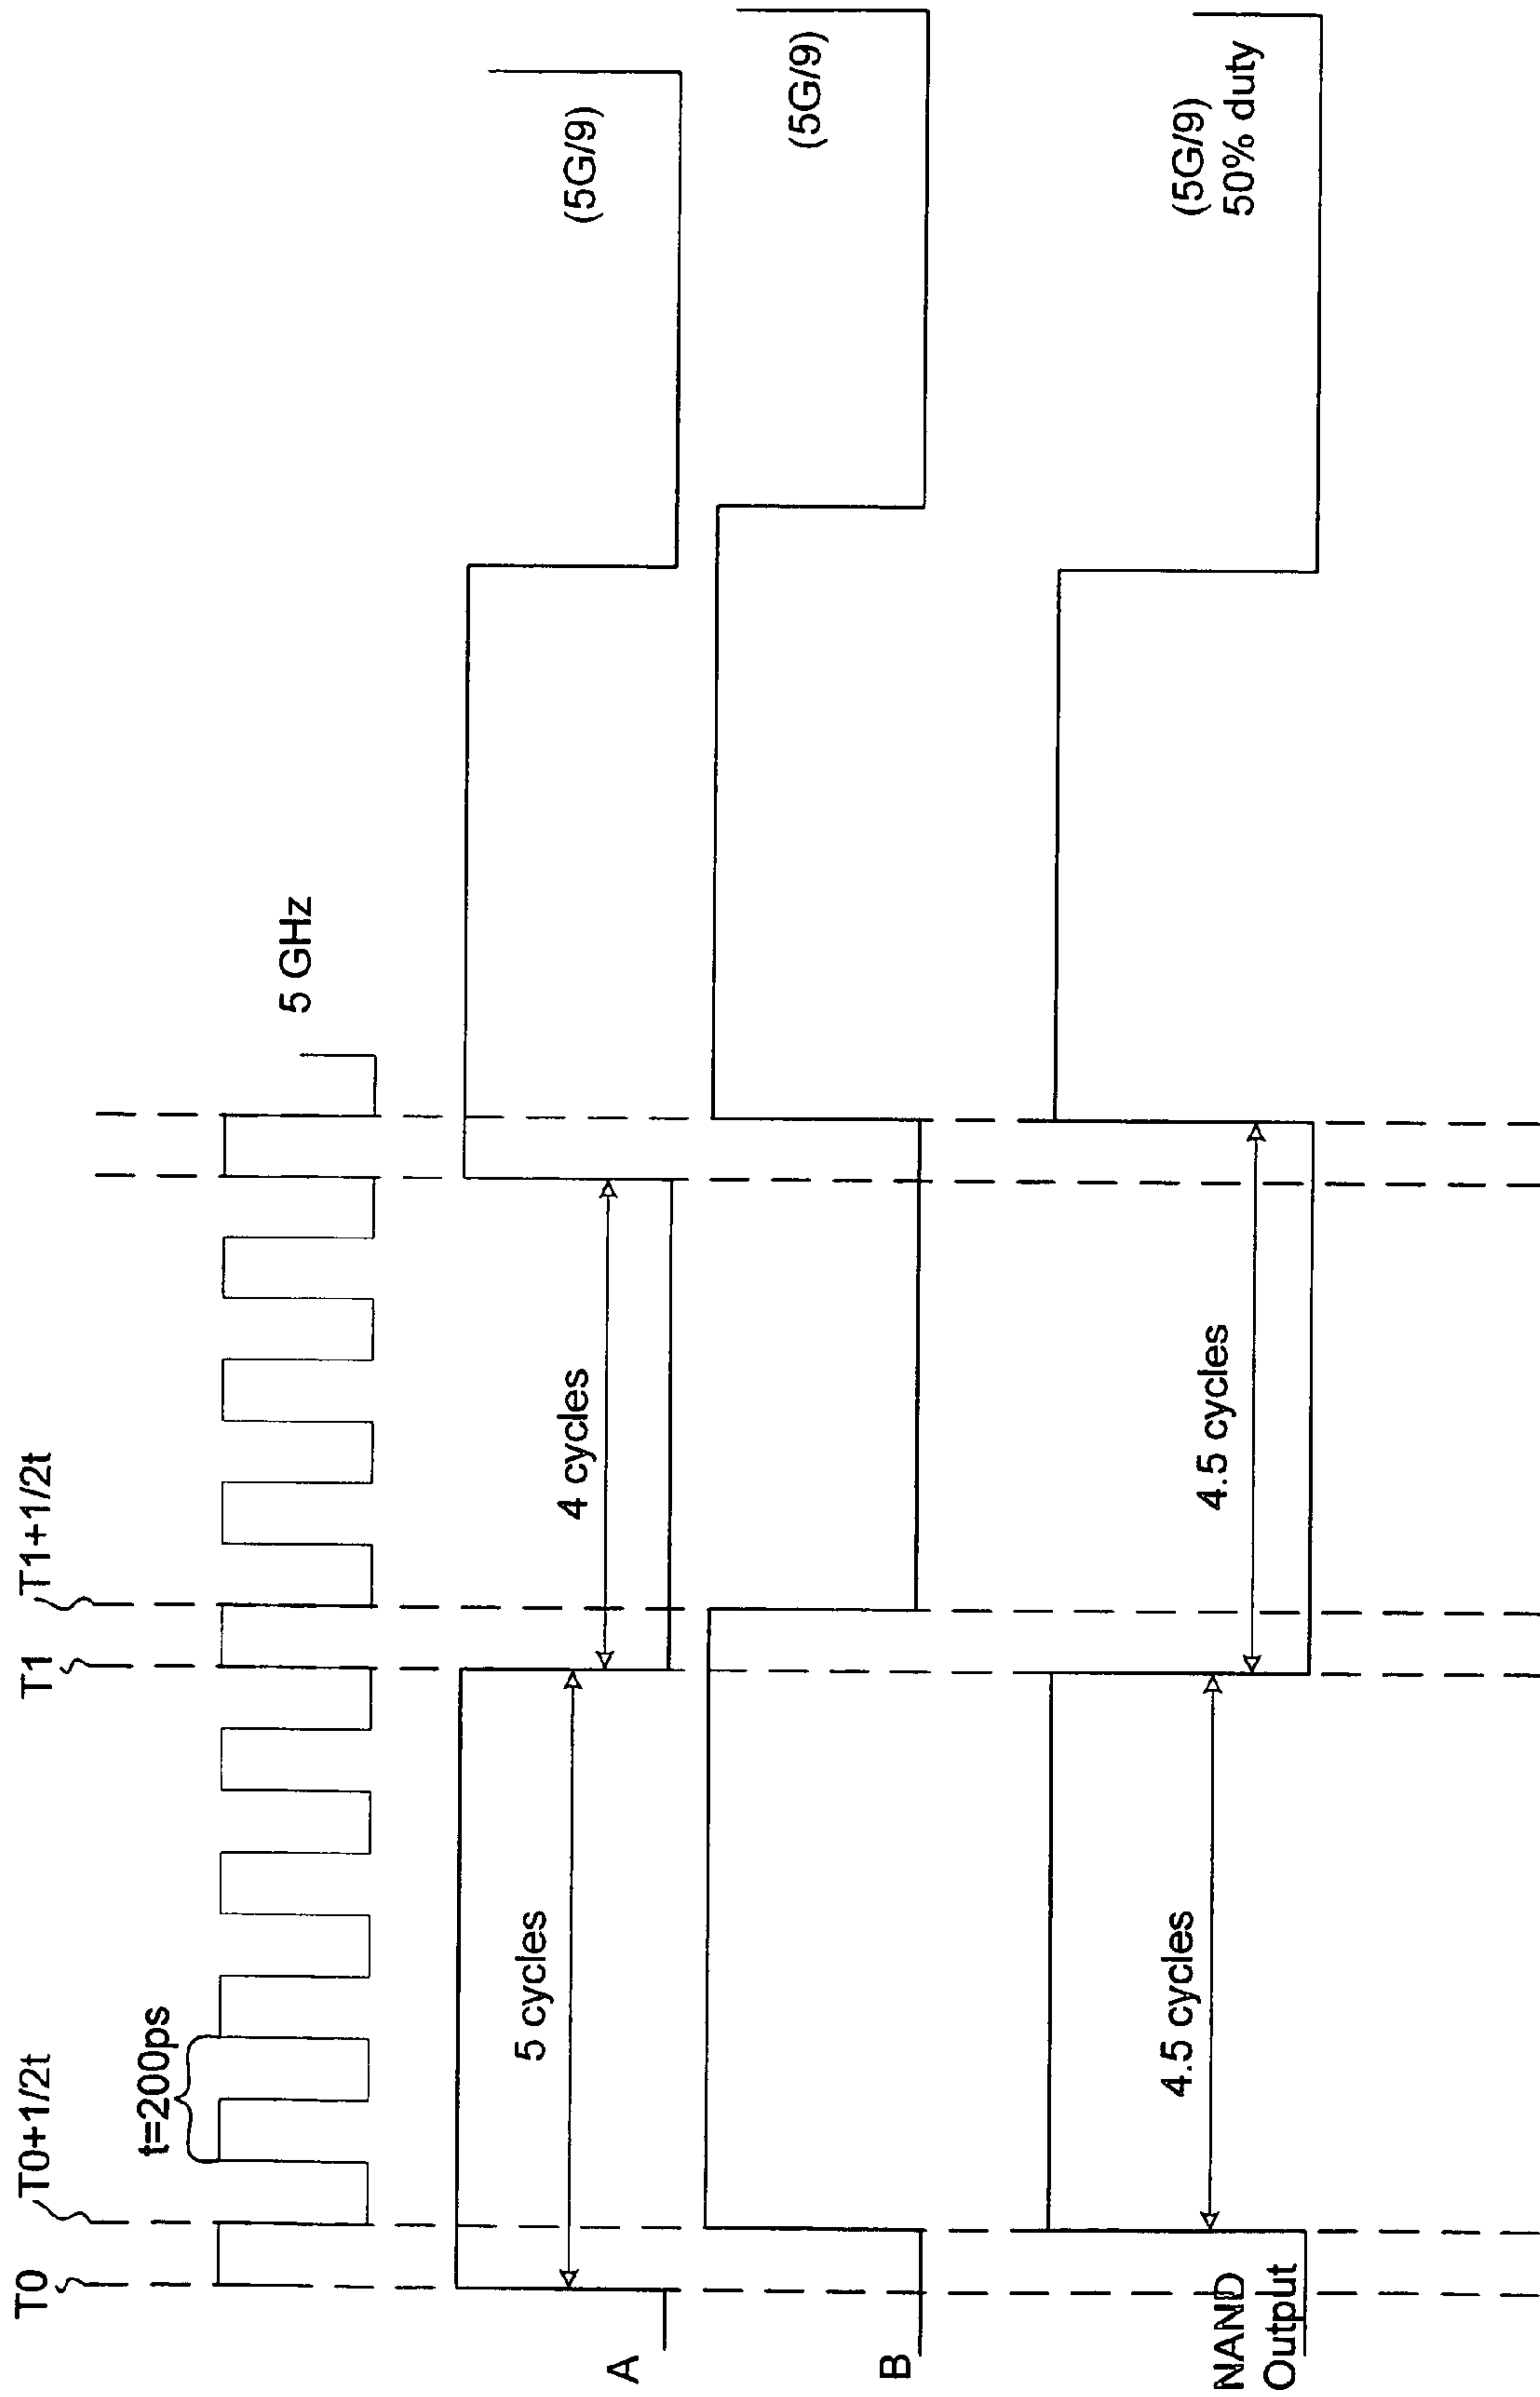 T0
T0+1/2t
T1
T1+1/2t
t=200ps
5 GHz
A
5 cycles
4 cycles
(5G/9)
B
(5G/9)
NAND
Output
4.5 cycles
4.5 cycles
(5G/9)
50% duty